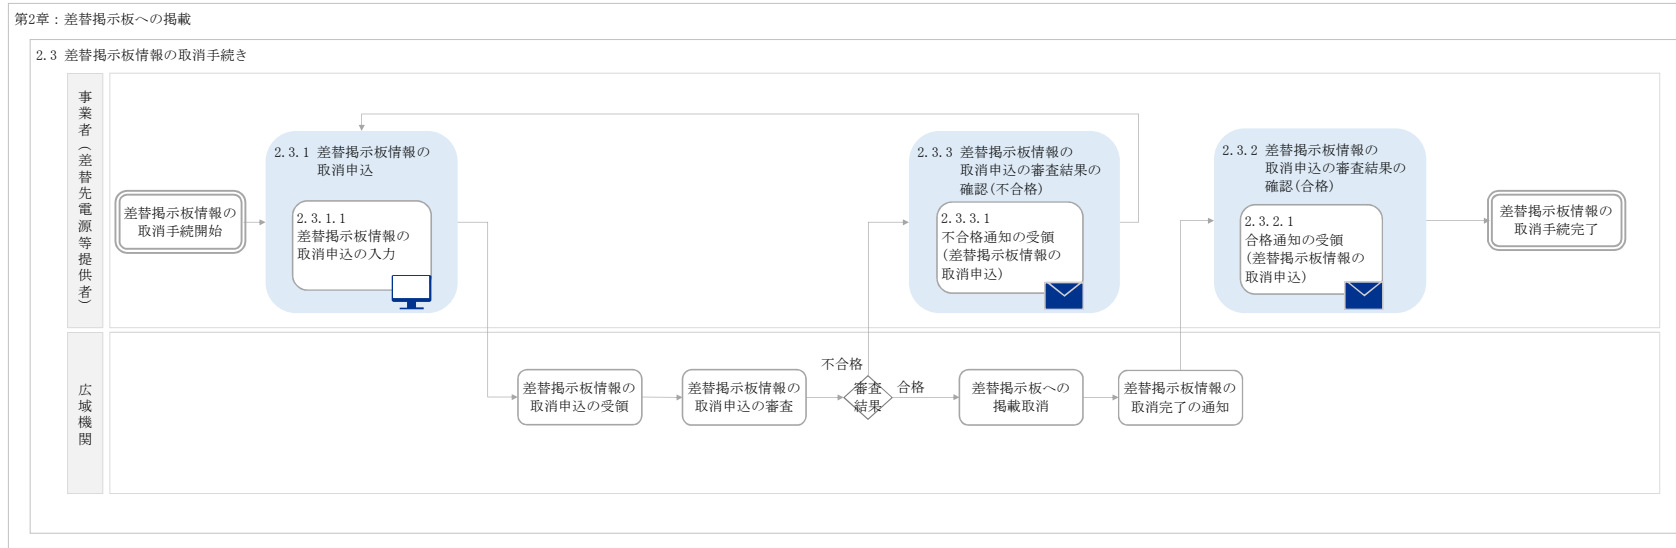 第2章：差替掲示板への掲載
2.3 差替掲示板情報の取消手続き
事業者（差替先電源等提供者）
差替掲示板情報の
取消手続開始
2.3.1 差替掲示板情報の
取消申込
2.3.1.1
差替掲示板情報の
取消申込の入力
2.3.3 差替掲示板情報の
取消申込の審査結果の
確認(不合格)
2.3.3.1
不合格通知の受領
(差替掲示板情報の
取消申込)
2.3.2 差替掲示板情報の
取消申込の審査結果の
確認(合格)
2.3.2.1
合格通知の受領
(差替掲示板情報の
取消申込)
差替掲示板情報の
取消手続完了
広域機関
差替掲示板情報の
取消申込の受領
差替掲示板情報の
取消申込の審査
不合格
審査
結果
合格
差替掲示板への
掲載取消
差替掲示板情報の
取消完了の通知